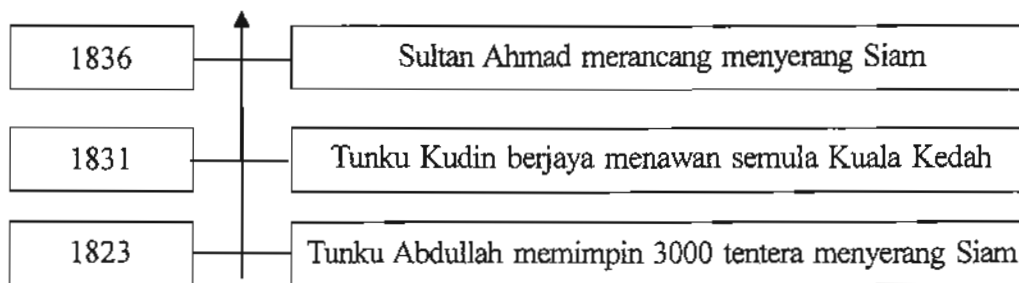 1836 Sultan Ahmad merancang menyerang Siam
1831 Tunku Kudin berjaya menawan semula Kuala Kedah
1823 Tunku Abdullah memimpin 3000 tentera menyerang Siam